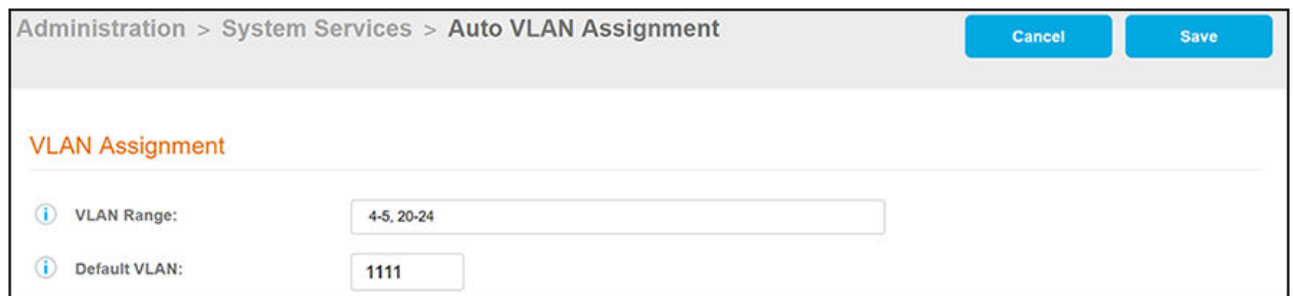 Administration > System Services > Auto VLAN Assignment
Cancel
Save
VLAN Assignment
i VLAN Range: 4-5, 20-24
i Default VLAN: 1111